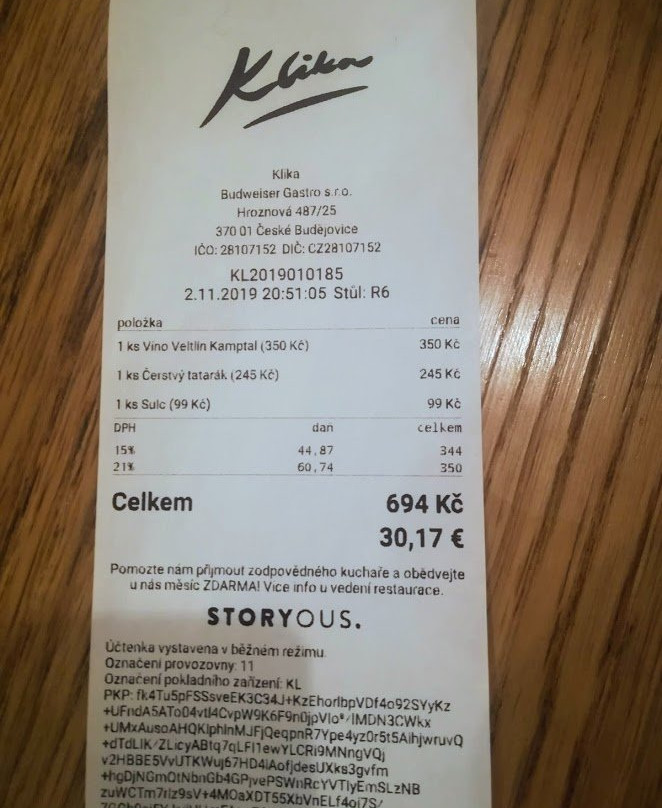 Klika
Klika
Budweiser Gastro s.r.o.
Hroznová 487/25
370 01 České Budějovice
IČO: 28107152 DIČ: CZ28107152
KL2019010185
2.11.2019 20:51:05 Stůl: R6
položka cena
1 ks Víno Veltlín Kamptal (350 Kč) 350 Kč
1 ks Čerstvý tatarák (245 Kč) 245 Kč
1 ks Sulc (99 Kč) 99 Kč
DPH daň celkem
15% 44,87 344
21% 60,74 350
Celkem 694 Kč
30,17 €
Pomozte nám přijmout zodpovědného kuchaře a obědvejte
u nás měsíc ZDARMA! Více info u vedení restaurace.
STORYOUS.
Účtenka vystavena v běžném režimu.
Označení provozovny: 11
Označení pokladního zařízení: KL
PKP: